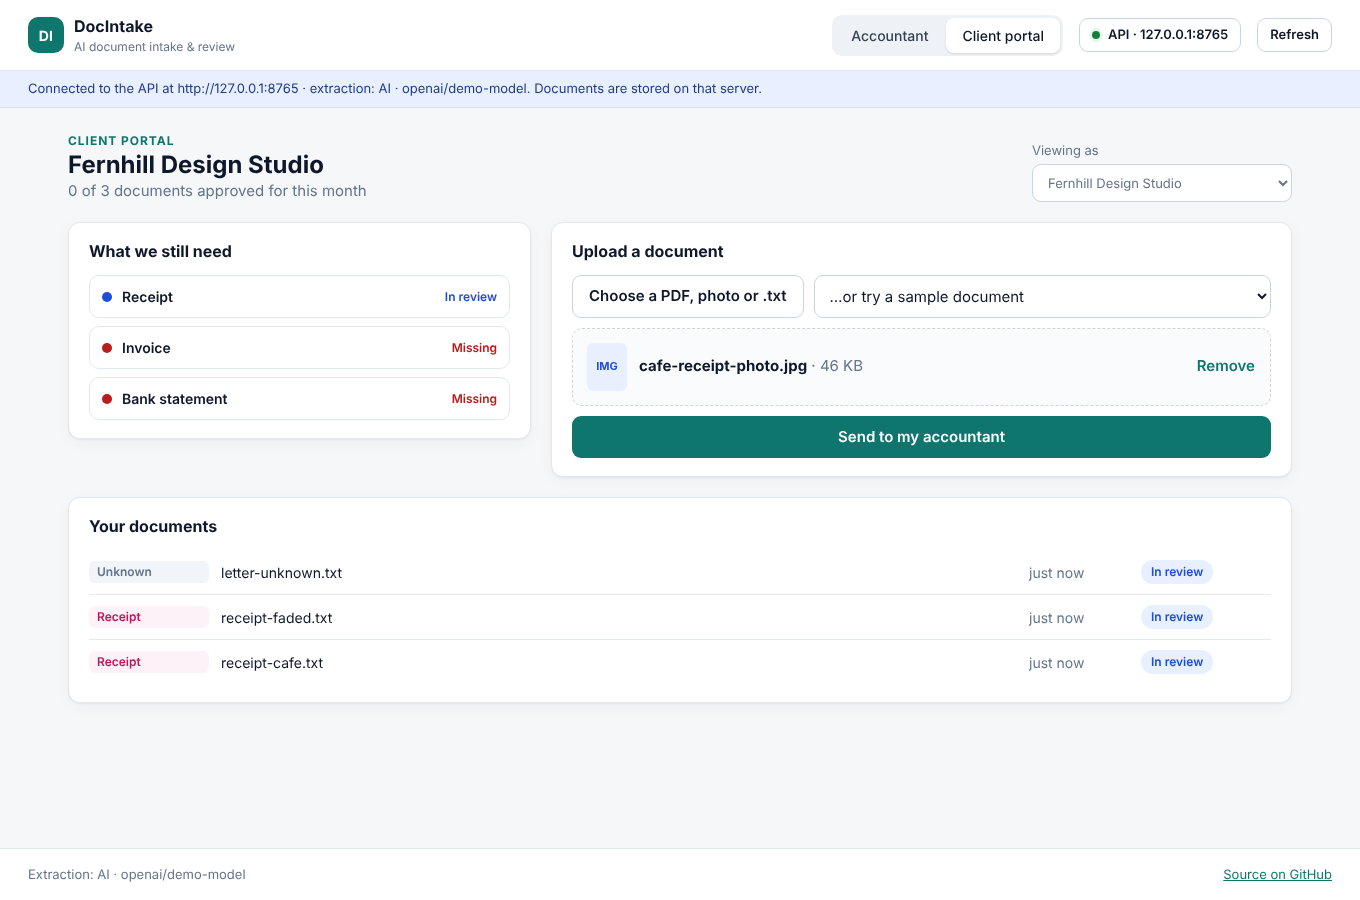 DI
DocIntake
AI document intake & review
Accountant
Client portal
API · 127.0.0.1:8765
Refresh
Connected to the API at http://127.0.0.1:8765 · extraction: AI · openai/demo-model. Documents are stored on that server.
CLIENT PORTAL
Fernhill Design Studio
0 of 3 documents approved for this month
Viewing as
Fernhill Design Studio
What we still need
Receipt In review
Invoice Missing
Bank statement Missing
Upload a document
Choose a PDF, photo or .txt
...or try a sample document
IMG cafe-receipt-photo.jpg · 46 KB Remove
Send to my accountant
Your documents
Unknown letter-unknown.txt just now In review
Receipt receipt-faded.txt just now In review
Receipt receipt-cafe.txt just now In review
Extraction: AI · openai/demo-model
Source on GitHub